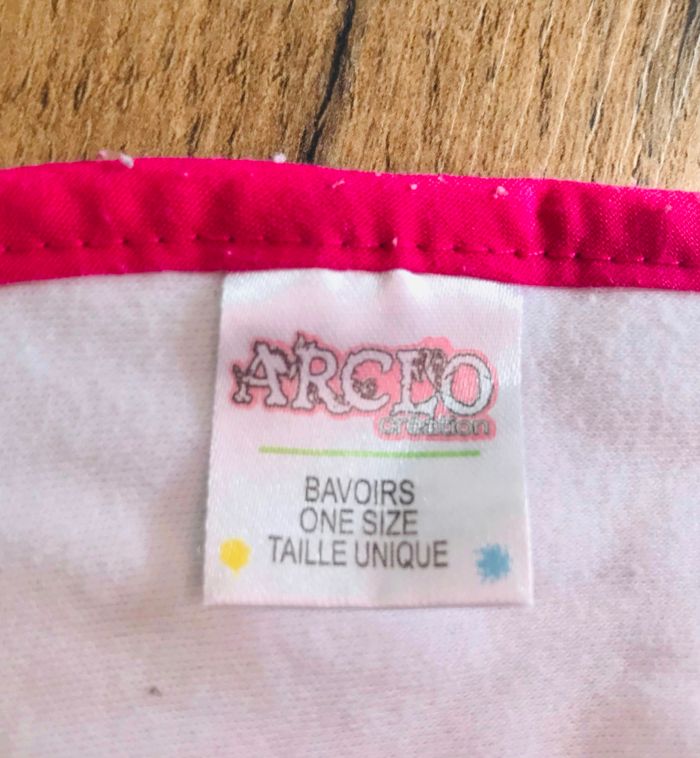 ARCLO
création
BAVOIRS
ONE SIZE
TAILLE UNIQUE